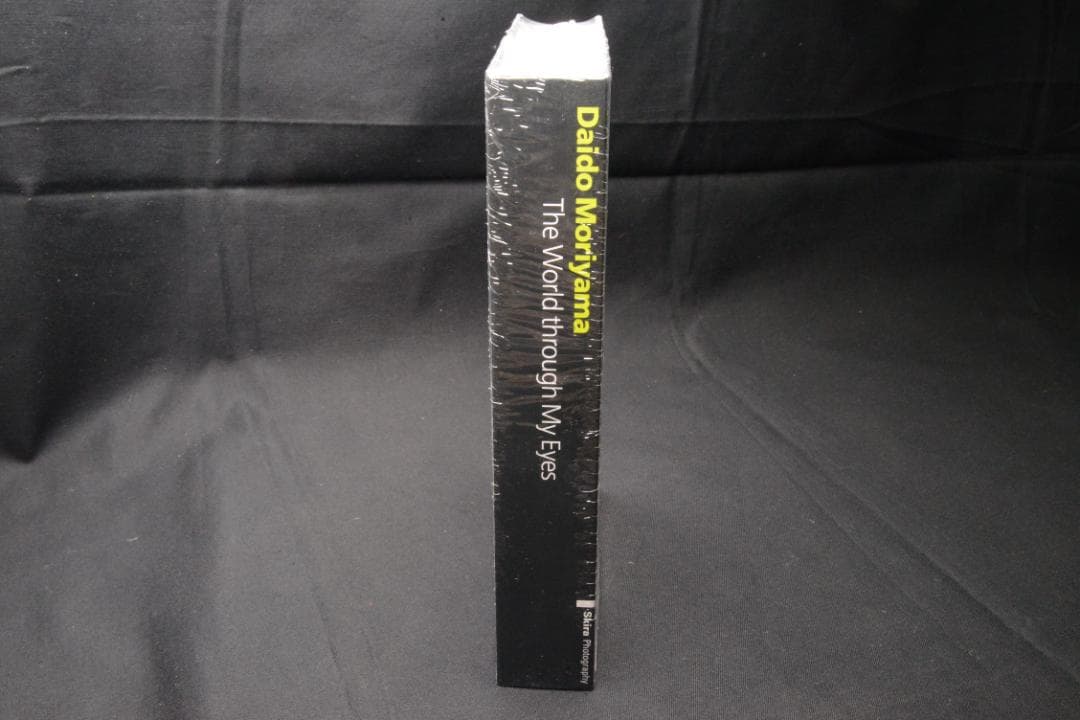 Daido Moriyama
The World through My Eyes
Skira Photography